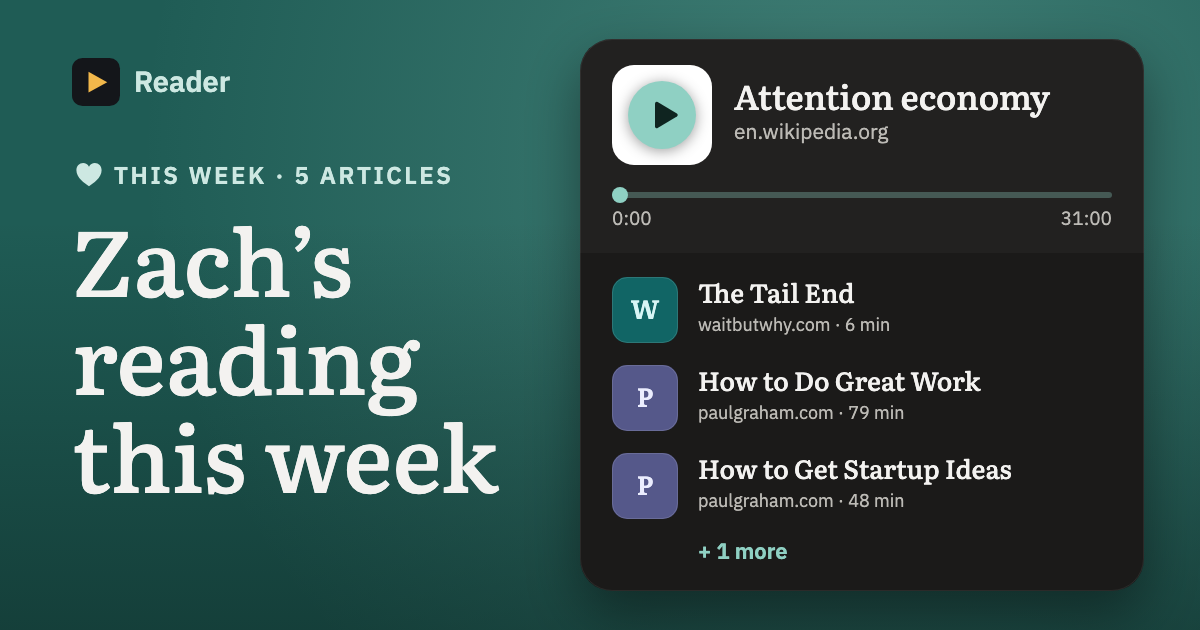 Reader
THIS WEEK · 5 ARTICLES
Zach’s
reading
this week
Attention economy
en.wikipedia.org
0:00
31:00
W
The Tail End
waitbutwhy.com · 6 min
P
How to Do Great Work
paulgraham.com · 79 min
P
How to Get Startup Ideas
paulgraham.com · 48 min
+ 1 more